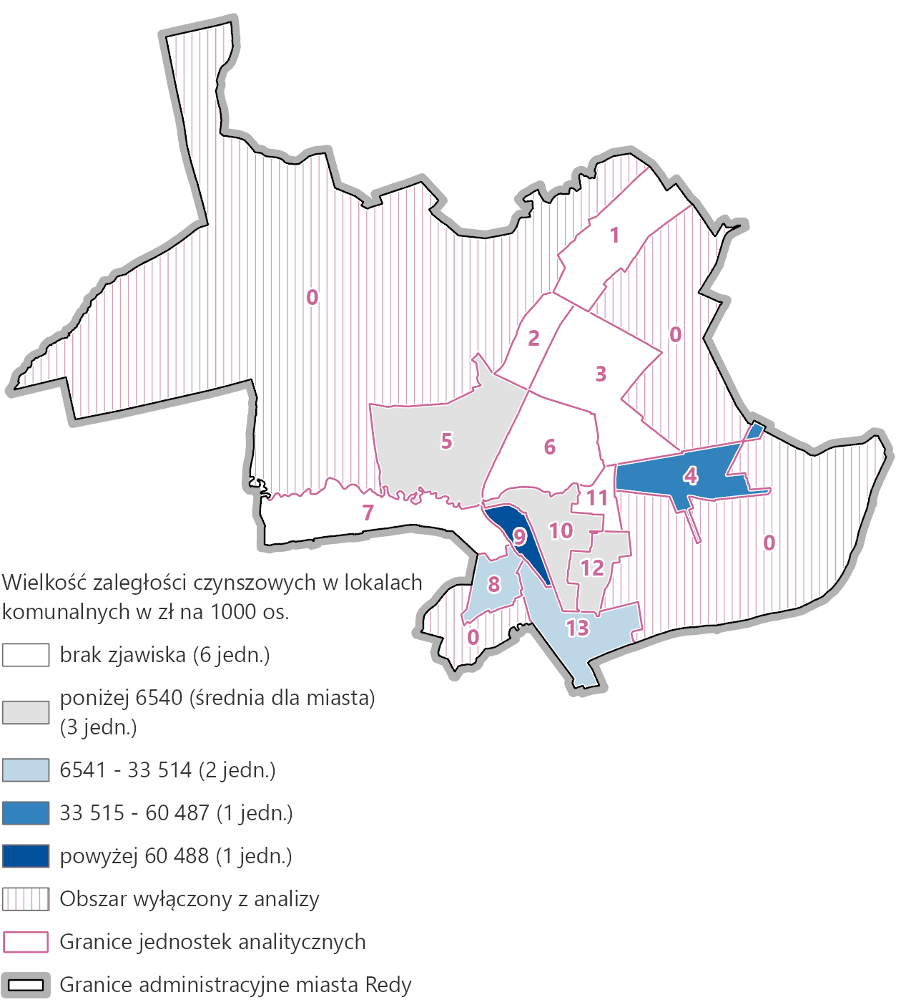 1
0
2
0
3
5
6
4
11
7
10
9
0
12
8
13
0
Wielkość zaległości czynszowych w lokalach
komunalnych w zł na 1000 os.
brak zjawiska (6 jedn.)
poniżej 6540 (średnia dla miasta)
(3 jedn.)
6541 - 33 514 (2 jedn.)
33 515 - 60 487 (1 jedn.)
powyżej 60 488 (1 jedn.)
Obszar wyłączony z analizy
Granice jednostek analitycznych
Granice administracyjne miasta Redy